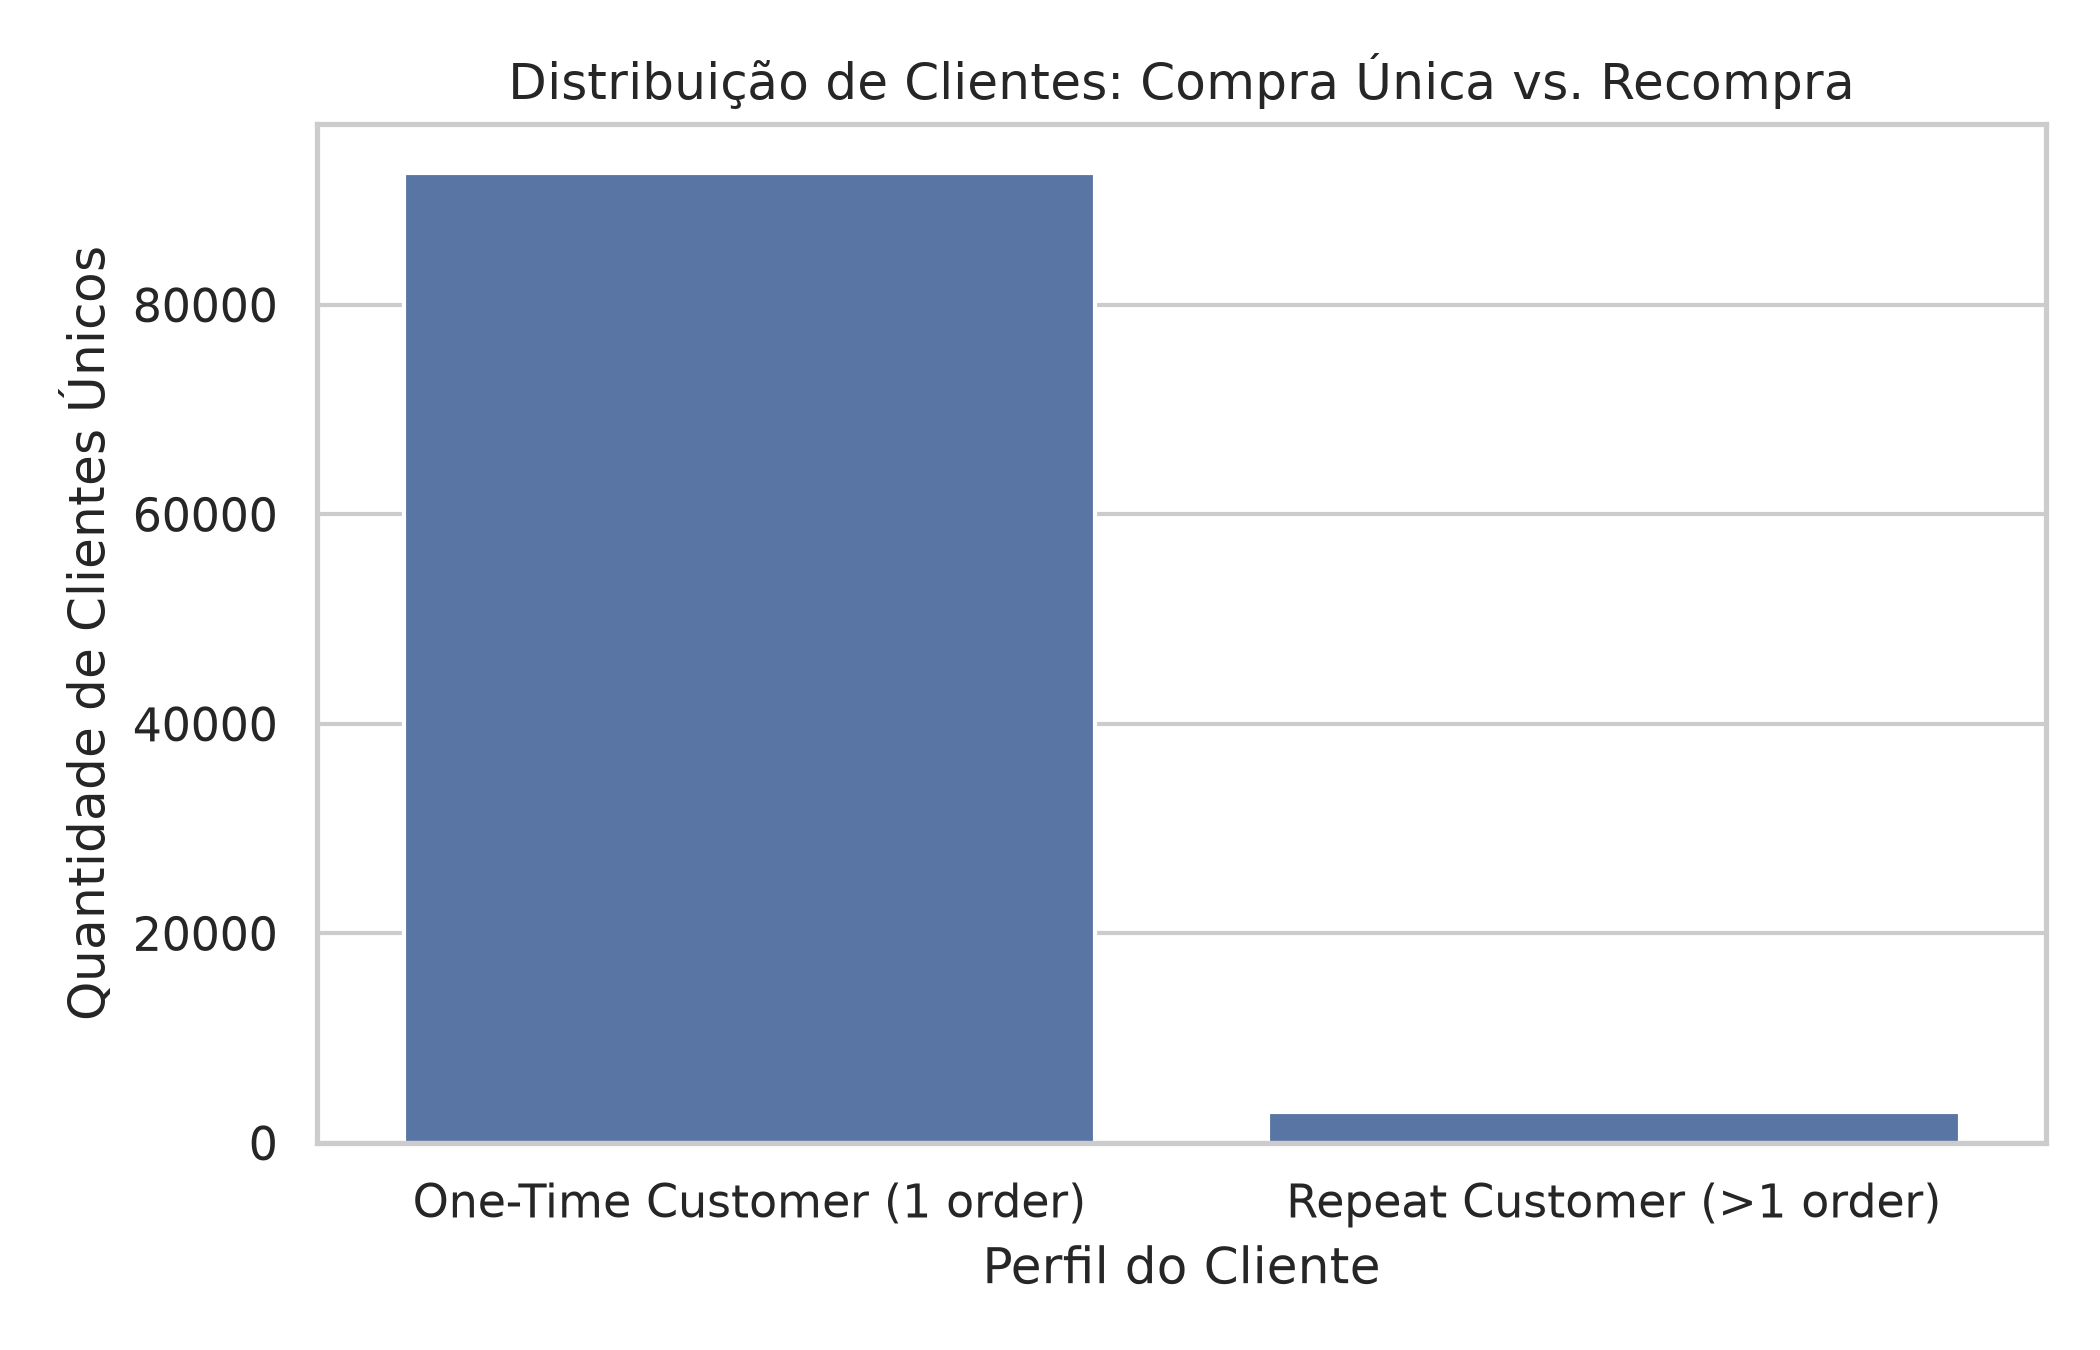 Distribuição de Clientes: Compra Única vs. Recompra
Quantidade de Clientes Únicos
80000
60000
40000
20000
0
One-Time Customer (1 order)
Repeat Customer (>1 order)
Perfil do Cliente